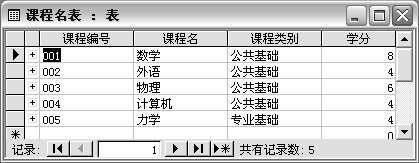 课程名表 : 表
课程编号 课程名 课程类别 学分
+ 001 数学 公共基础 8
+ 002 外语 公共基础 4
+ 003 物理 公共基础 6
+ 004 计算机 公共基础 4
+ 005 力学 专业基础 4
* 0
记录: 1 共有记录数: 5